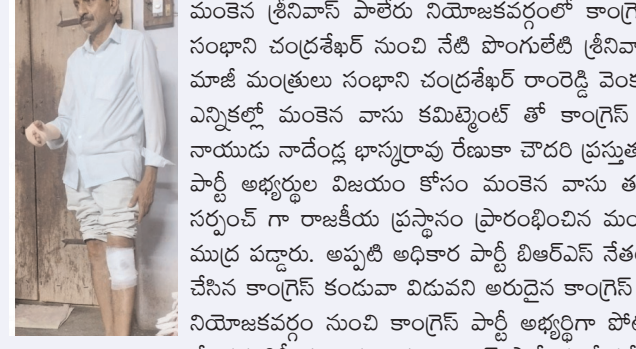 మంకెన శ్రీనివాస్ పాలేరు నియోజకవర్గంలో
సంభాని చంద్రశేఖర్ నుంచి నేటి పొంగులేటి
మాజీ మంత్రులు సంభాని చంద్రశేఖర్ రాంరెడ్డి
ఎన్నికల్లో మంకెన వాసు కమిట్మెంట్ తో కాంగ్రెస్
నాయుడు నాదేండ్ల భాస్కరరావు రేణుకా చౌదరి
పార్టీ అభ్యర్థుల విజయం కోసం మంకెన వాసు
సర్పంచ్ గా రాజకీయ ప్రస్థానం ప్రారంభించిన
ముద్ర పడ్డారు. అప్పటి అధికార పార్టీ బిఆర్ఎస్
చేసిన కాంగ్రెస్ కండువా విడువని అరుదైన కాంగ్రెస్
నియోజకవర్గం నుంచి కాంగ్రెస్ పార్టీ అభ్యర్థిగా